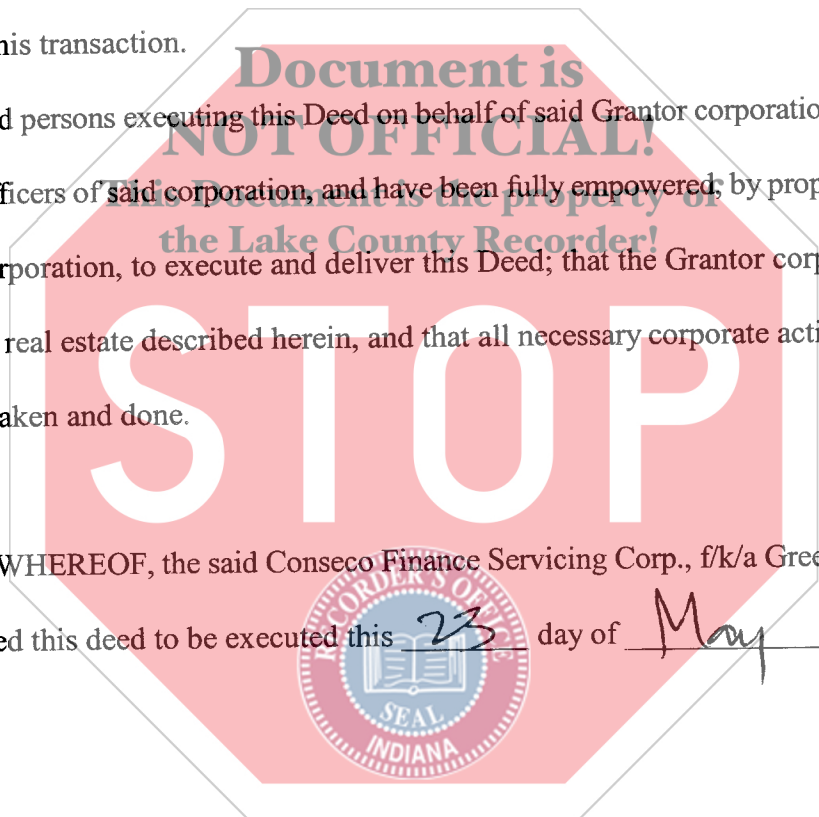 his transaction.
Document is
d persons executing this Deed on behalf of said Grantor corporatio
NOT OFFICIAL!
ficers of said corporation, and have been fully empowered, by prop
This Document is the property of
the Lake County Recorder!
rporation, to execute and deliver this Deed; that the Grantor corp
real estate described herein, and that all necessary corporate acti
STOP
aken and done.
WHEREOF, the said Conseco Finance Servicing Corp., f/k/a Gree
ed this deed to be executed this 23 day of May
RECORDER'S OFFICE
SEAL
INDIANA